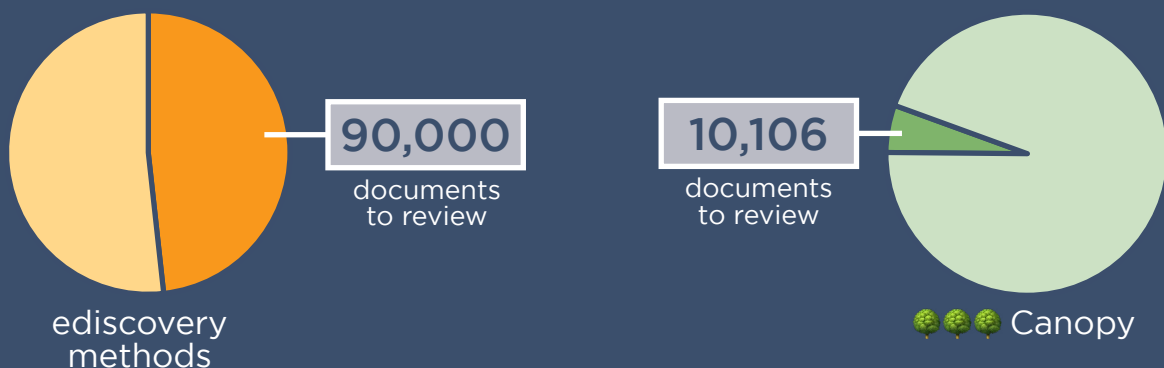 90,000
documents
to review
ediscovery
methods
10,106
documents
to review
Canopy